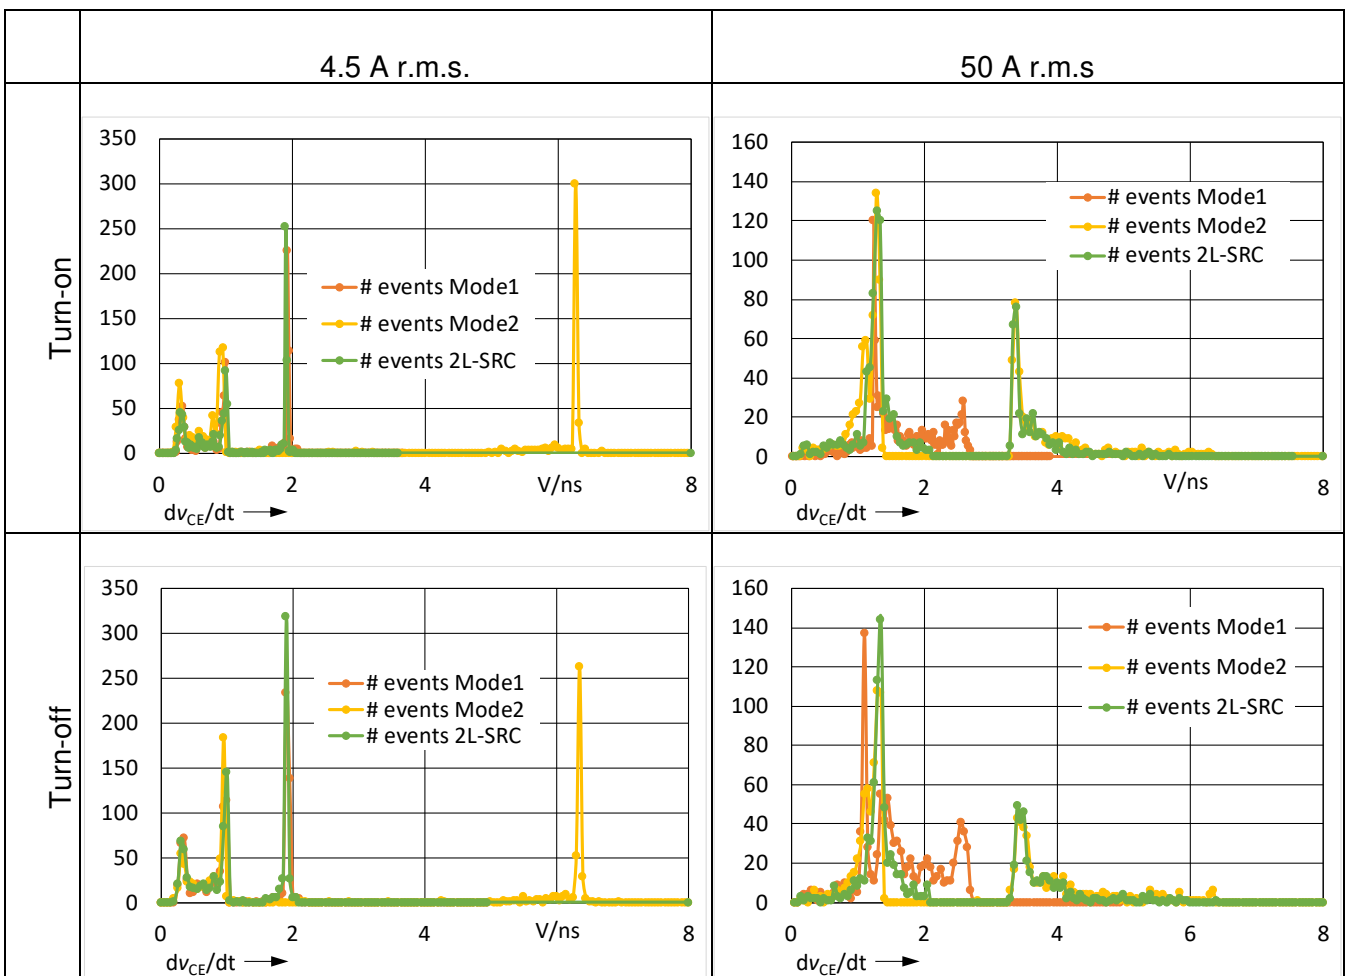 4.5 A r.m.s.
50 A r.m.s
Turn-on
350
300
250
200
150
100
50
0
# events Mode1
# events Mode2
# events 2L-SRC
0
2
4
V/ns
8
dvCE/dt
160
140
120
100
80
60
40
20
0
# events Mode1
# events Mode2
# events 2L-SRC
0
2
4
V/ns
8
dvCE/dt
Turn-off
350
300
250
200
150
100
50
0
# events Mode1
# events Mode2
# events 2L-SRC
0
2
4
V/ns
8
dvCE/dt
160
140
120
100
80
60
40
20
0
# events Mode1
# events Mode2
# events 2L-SRC
0
2
4
6
8
dvCE/dt